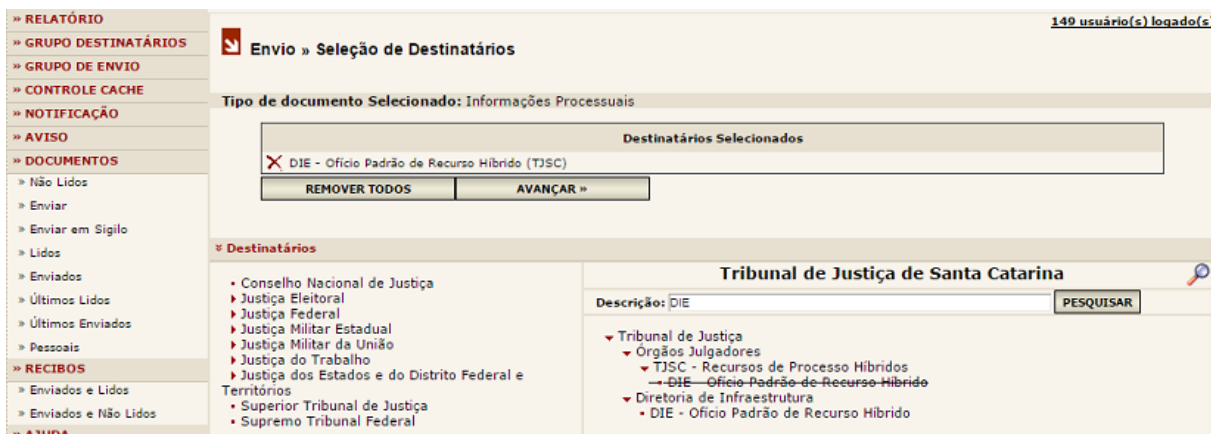 » RELATÓRIO
» GRUPO DESTINATÁRIOS
» GRUPO DE ENVIO
» CONTROLE CACHE
» NOTIFICAÇÃO
» AVISO
» DOCUMENTOS
» Não Lidos
» Enviar
» Enviar em Sigilo
» Lidos
» Enviados
» Últimos Lidos
» Últimos Enviados
» Pessoais
» RECIBOS
» Enviados e Lidos
» Enviados e Não Lidos
» AJUDA
149 usuário(s) logado(s)
Envio » Seleção de Destinatários
Tipo de documento Selecionado: Informações Processuais
Destinatários Selecionados
DIE - Ofício Padrão de Recurso Híbrido (TJSC)
REMOVER TODOS AVANÇAR »
Destinatários
Conselho Nacional de Justiça
Justiça Eleitoral
Justiça Federal
Justiça Militar Estadual
Justiça Militar da União
Justiça do Trabalho
Justiça dos Estados e do Distrito Federal e
Territórios
Superior Tribunal de Justiça
Supremo Tribunal Federal
Tribunal de Justiça de Santa Catarina
Descrição: DIE PESQUISAR
Tribunal de Justiça
Órgãos Julgadores
TJSC - Recursos de Processo Híbridos
DIE - Ofício Padrão de Recurso Híbrido
Diretoria de Infraestrutura
DIE - Ofício Padrão de Recurso Híbrido